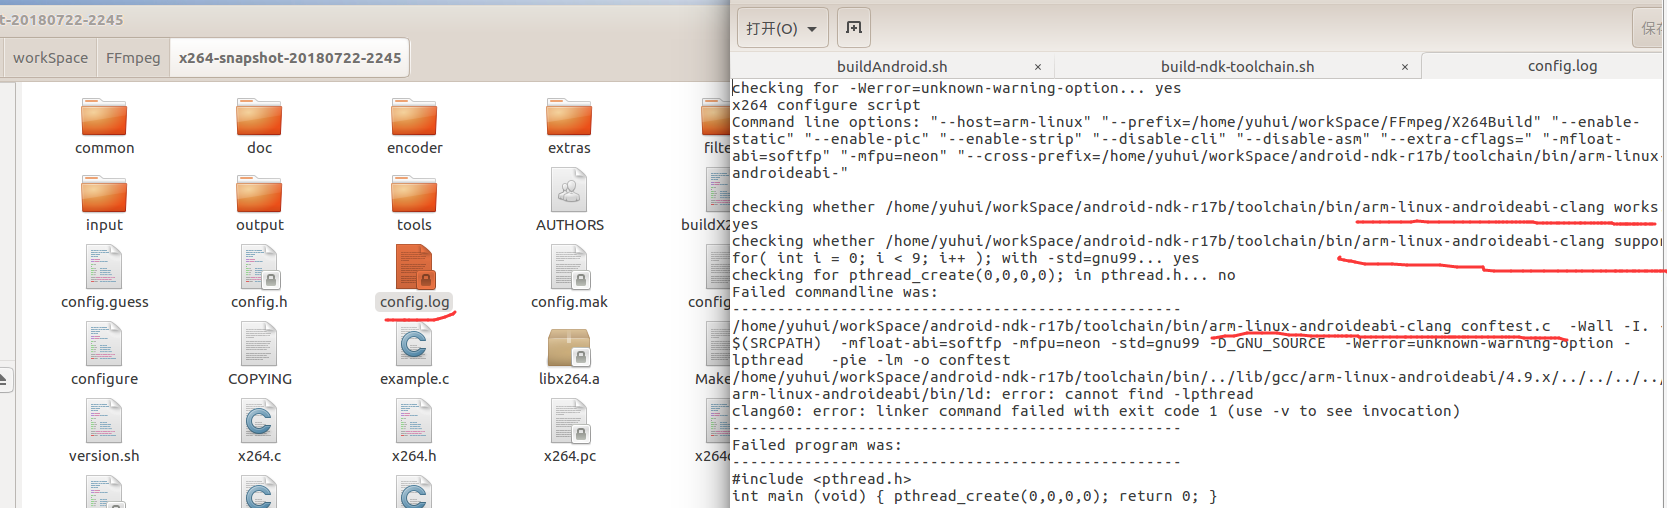 t-20180722-2245
workSpace
FFmpeg
x264-snapshot-20180722-2245
common
doc
encoder
extras
filte
input
output
tools
AUTHORS
buildX2
config.guess
config.h
config.log
config.mak
config
configure
COPYING
example.c
libx264.a
Make
version.sh
x264.c
x264.h
x264.pc
打开(O)
保存
buildAndroid.sh ×
build-ndk-toolchain.sh ×
config.log
checking for -Werror=unknown-warning-option... yes
x264 configure script
Command line options: "--host=arm-linux" "--prefix=/home/yuhui/workSpace/FFmpeg/X264Build" "--enable-
static" "--enable-pic" "--enable-strip" "--disable-cli" "--disable-asm" "--extra-cflags=" "-mfloat-
abi=softfp" "-mfpu=neon" "--cross-prefix=/home/yuhui/workSpace/android-ndk-r17b/toolchain/bin/arm-linux-
androideabi-"
checking whether /home/yuhui/workSpace/android-ndk-r17b/toolchain/bin/arm-linux-androideabi-clang works
yes
checking whether /home/yuhui/workSpace/android-ndk-r17b/toolchain/bin/arm-linux-androideabi-clang suppor
for( int i = 0; i < 9; i++ ); with -std=gnu99... yes
checking for pthread_create(0,0,0,0); in pthread.h... no
Failed commandline was:
--------------------------------------------------
/home/yuhui/workSpace/android-ndk-r17b/toolchain/bin/arm-linux-androideabi-clang conftest.c  -Wall -I. -
$(SRCPATH)  -mfloat-abi=softfp -mfpu=neon -std=gnu99 -D_GNU_SOURCE  -Werror=unknown-warning-option -
lpthread   -pie -lm -o conftest
/home/yuhui/workSpace/android-ndk-r17b/toolchain/bin/../lib/gcc/arm-linux-androideabi/4.9.x/../../../../
arm-linux-androideabi/bin/ld: error: cannot find -lpthread
clang60: error: linker command failed with exit code 1 (use -v to see invocation)
--------------------------------------------------
Failed program was:
--------------------------------------------------
#include <pthread.h>
int main (void) { pthread_create(0,0,0,0); return 0; }